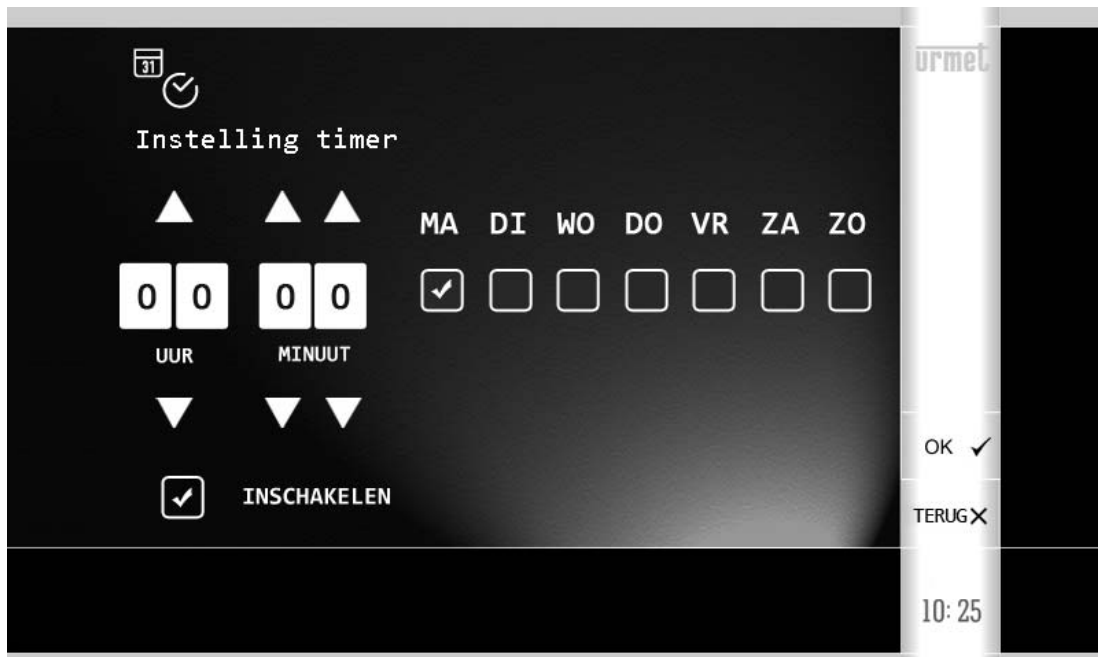 urmet
31
Instelling timer
MA DI WO DO VR ZA ZO
0 0 0 0
UUR MINUUT
OK
INSCHAKELEN
TERUG
10:25